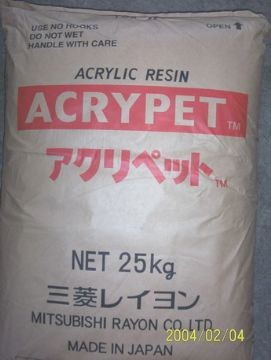 USE NO HOOKS
DO NOT WET
HANDLE WITH CARE
OPEN ⇧
ACRYLIC RESIN
ACRYPET TM
アクリペット TM
NET 25kg
三菱レイヨン
MITSUBISHI RAYON CO.,LTD.
MADE IN JAPAN
2004/02/04